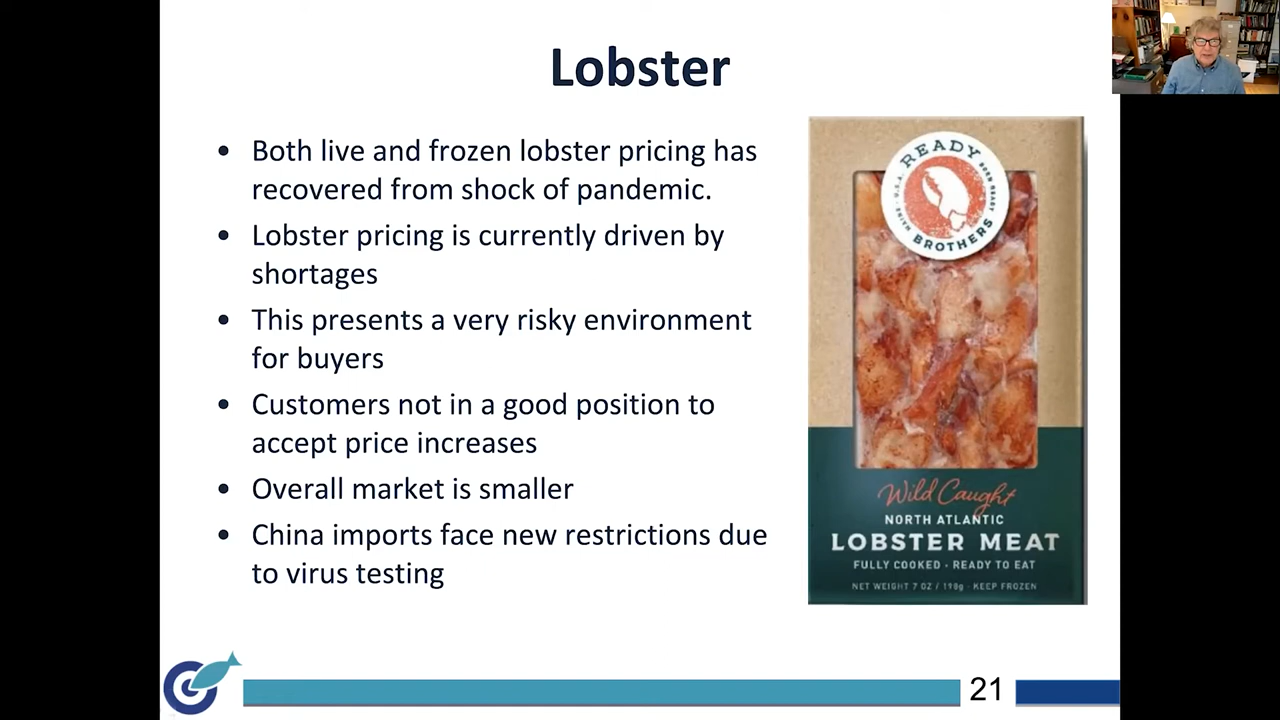 Lobster
• Both live and frozen lobster pricing has
recovered from shock of pandemic.
• Lobster pricing is currently driven by
shortages
• This presents a very risky environment
for buyers
• Customers not in a good position to
accept price increases
• Overall market is smaller
• China imports face new restrictions due
to virus testing
READY
BROTHERS
MAINE · U.S.A.
BORN READY
Wild Caught
NORTH ATLANTIC
LOBSTER MEAT
FULLY COOKED · READY TO EAT
NET WEIGHT 7 OZ / 198g · KEEP FROZEN
21